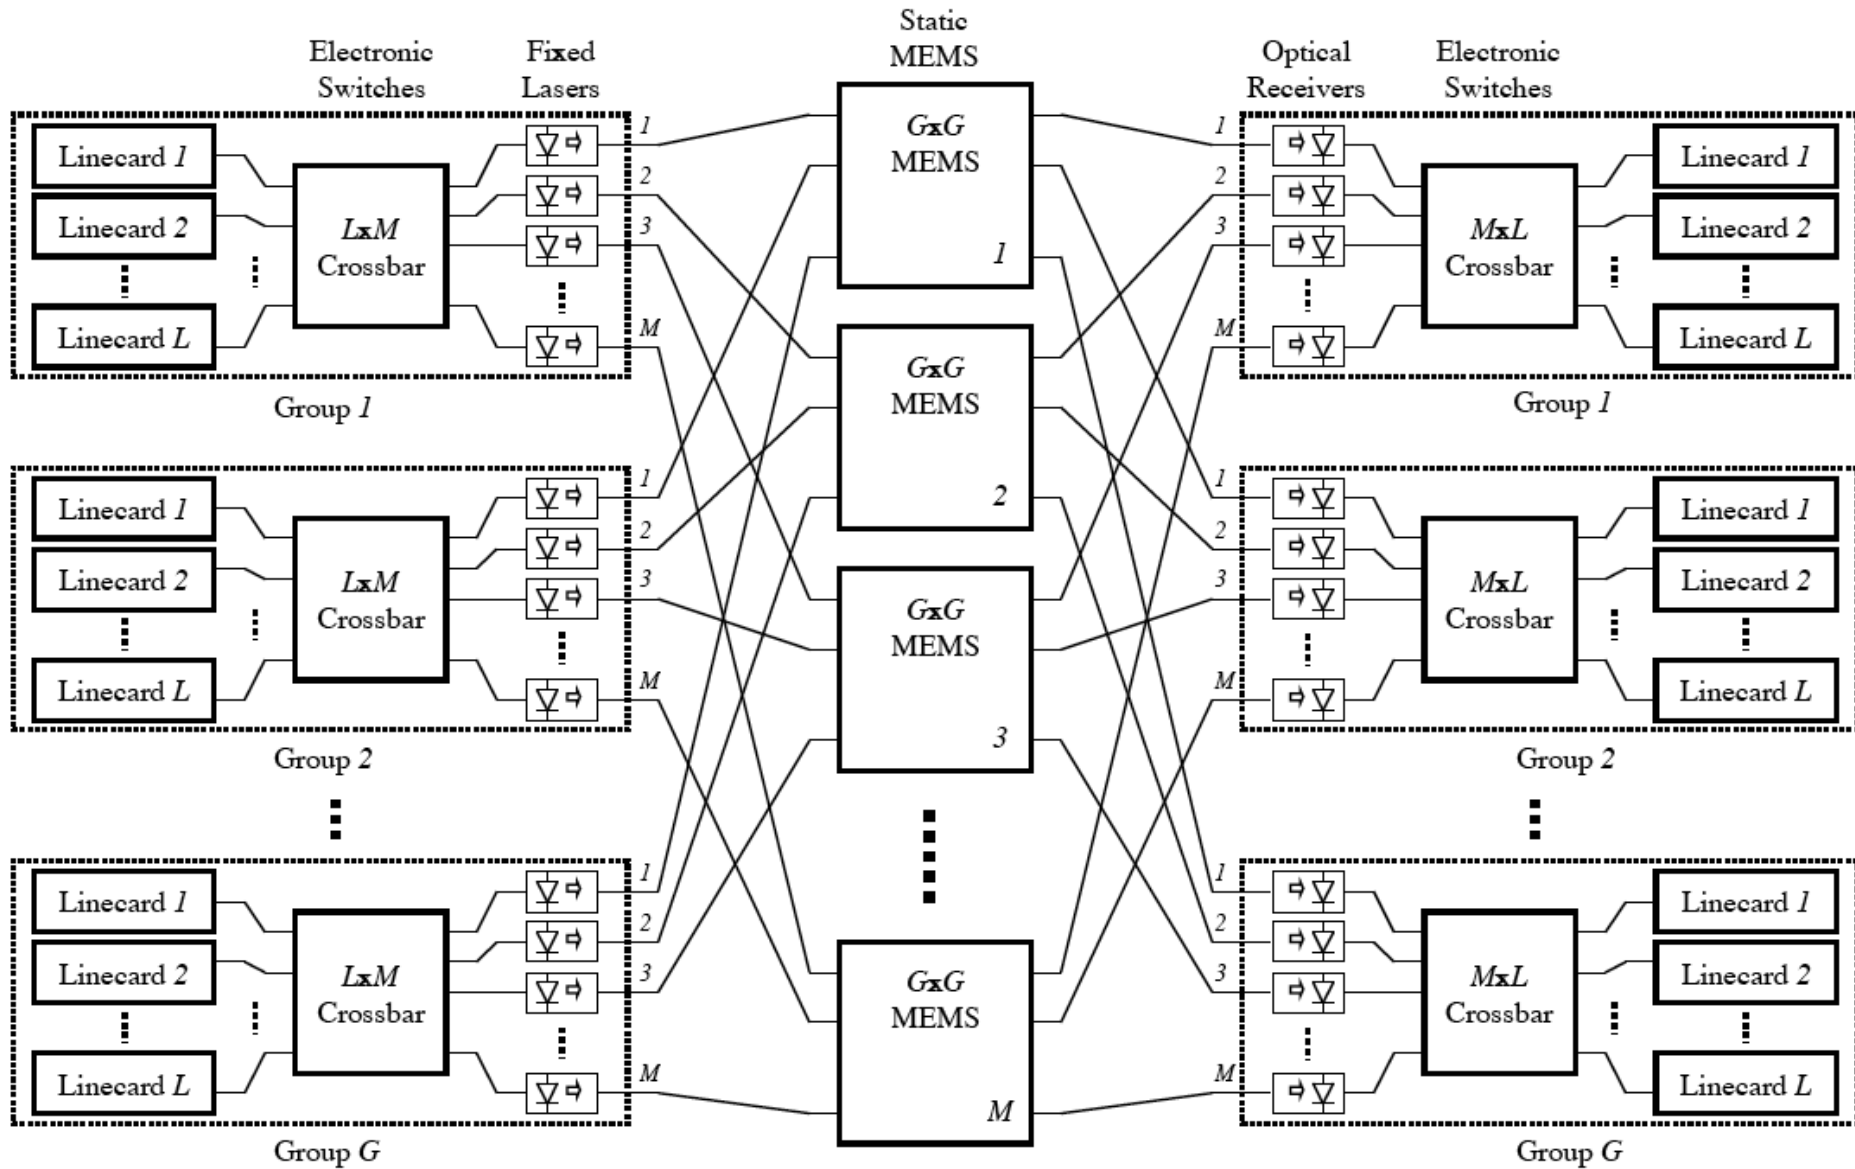 Static
MEMS
Electronic
Switches
Fixed
Lasers
Optical
Receivers
Electronic
Switches
Linecard 1
Linecard 2
Linecard L
LxM
Crossbar
1
2
3
M
Group 1
Linecard 1
Linecard 2
Linecard L
LxM
Crossbar
1
2
3
M
Group 2
Linecard 1
Linecard 2
Linecard L
LxM
Crossbar
1
2
3
M
Group G
GxG
MEMS
1
GxG
MEMS
2
GxG
MEMS
3
GxG
MEMS
M
1
2
3
M
MxL
Crossbar
Linecard 1
Linecard 2
Linecard L
Group 1
1
2
3
M
MxL
Crossbar
Linecard 1
Linecard 2
Linecard L
Group 2
1
2
3
M
MxL
Crossbar
Linecard 1
Linecard 2
Linecard L
Group G